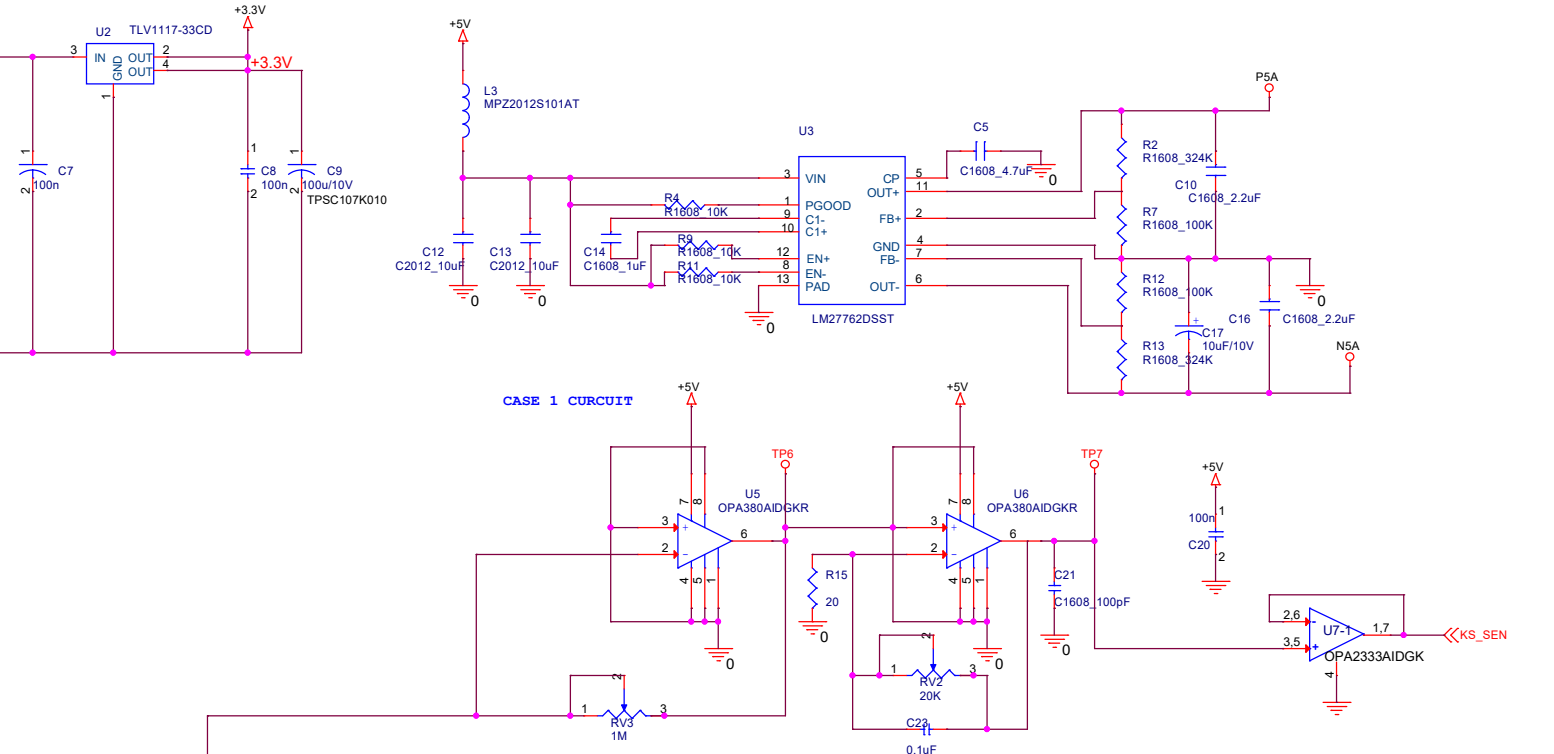 +3.3V
U2 TLV1117-33CD
3 IN OUT 2
OUT 4
GND
1
+3.3V
1
C7
100n
2
1
C8
100n
2
1
C9
100u/10V
2
TPSC107K010
+5V
L3
MPZ2012S101AT
C12
C2012_10uF
0
C13
C2012_10uF
0
C14
C1608_1uF
R4
R1608_10K
R9
R1608_10K
R11
R1608_10K
0
U3
3 VIN
1 PGOOD
9 C1-
10 C1+
12 EN+
8 EN-
13 PAD
CP 5
OUT+ 11
FB+ 2
GND 4
FB- 7
OUT- 6
LM27762DSST
C5
C1608_4.7uF
0
P5A
R2
R1608_324K
C10
C1608_2.2uF
R7
R1608_100K
R12
R1608_100K
0
+
C17
10uF/10V
C16
C1608_2.2uF
R13
R1608_324K
N5A
CASE 1 CURCUIT
+5V
TP6
7 8
U5
OPA380AIDGKR
3 +
2 -
6
4 5 1
0
+5V
TP7
7 8
U6
OPA380AIDGKR
3 +
2 -
6
4 5 1
0
R15
20
0
C21
C1608_100pF
0
2
1 3
RV2
20K
C23
0.1uF
2
1 3
RV3
1M
+5V
1
100n
C20
2
2,6 -
3,5 +
U7-1
1,7
OPA2333AIDGK
4
KS_SEN